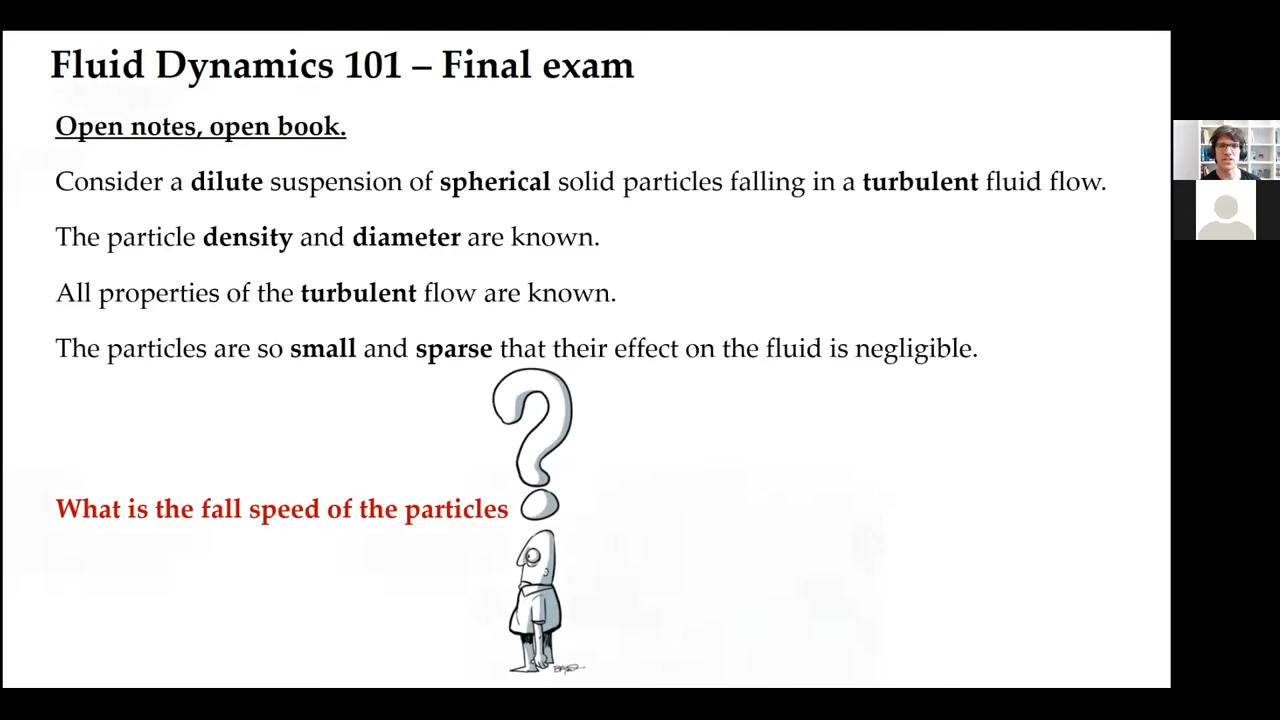 Fluid Dynamics 101 – Final exam
Open notes, open book.
Consider a dilute suspension of spherical solid particles falling in a turbulent fluid flow.
The particle density and diameter are known.
All properties of the turbulent flow are known.
The particles are so small and sparse that their effect on the fluid is negligible.
What is the fall speed of the particles